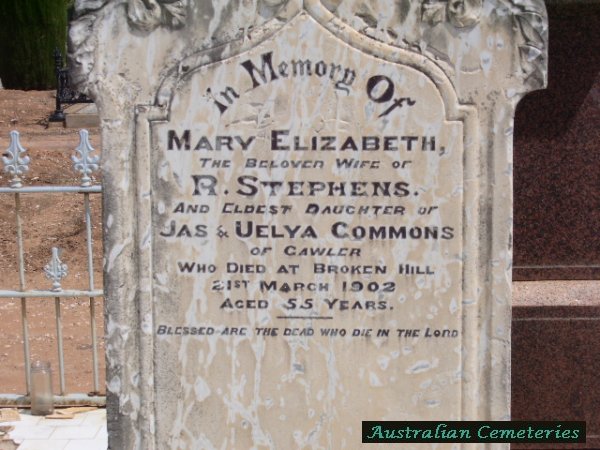 In Memory Of
MARY ELIZABETH,
THE BELOVED WIFE OF
R. STEPHENS.
AND ELDEST DAUGHTER OF
JAS & UELYA COMMONS
OF GAWLER
WHO DIED AT BROKEN HILL
21ST MARCH 1902
AGED 55 YEARS.
BLESSED ARE THE DEAD WHO DIE IN THE LORD
Australian Cemeteries